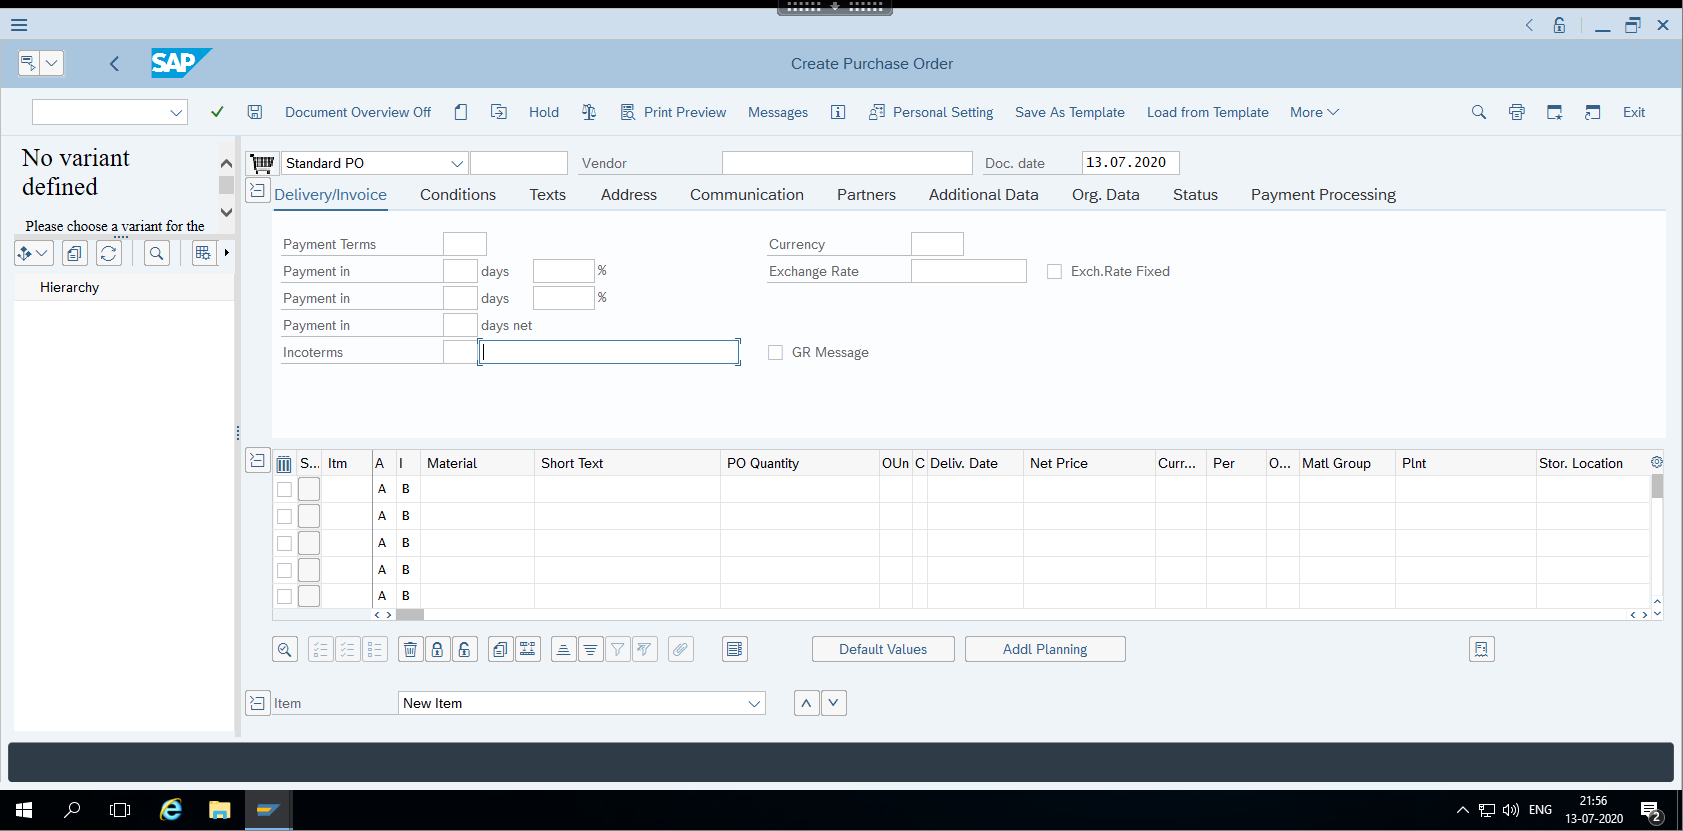 SAP
Create Purchase Order
Document Overview Off Hold Print Preview Messages Personal Setting Save As Template Load from Template More Exit
No variant
defined
Please choose a variant for the
Hierarchy
Standard PO Vendor Doc. date 13.07.2020
Delivery/Invoice Conditions Texts Address Communication Partners Additional Data Org. Data Status Payment Processing
Payment Terms Currency
Payment in days % Exchange Rate Exch.Rate Fixed
Payment in days %
Payment in days net
Incoterms GR Message
S... Itm A I Material Short Text PO Quantity OUn C Deliv. Date Net Price Curr... Per O... Matl Group Plnt Stor. Location
A B
A B
A B
A B
A B
Default Values Addl Planning
Item New Item
ENG 21:56
13-07-2020 2